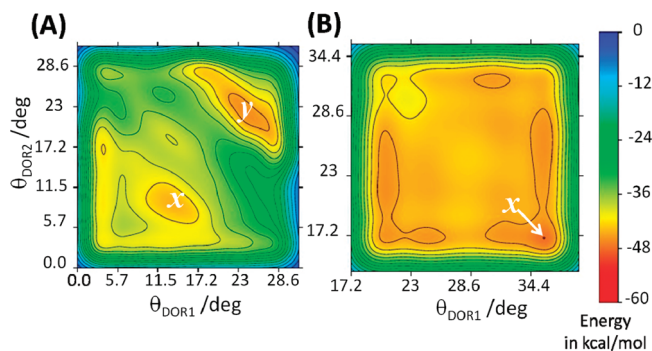 (A)
28.6
23
17.2
11.5
5.7
0.0
θDOR2 /deg
y
x
0.0 5.7 11.5 17.2 23 28.6
θDOR1 /deg
(B)
34.4
28.6
23
17.2
x
17.2 23 28.6 34.4
θDOR1 /deg
0
-12
-24
-36
-48
-60
Energy
in kcal/mol